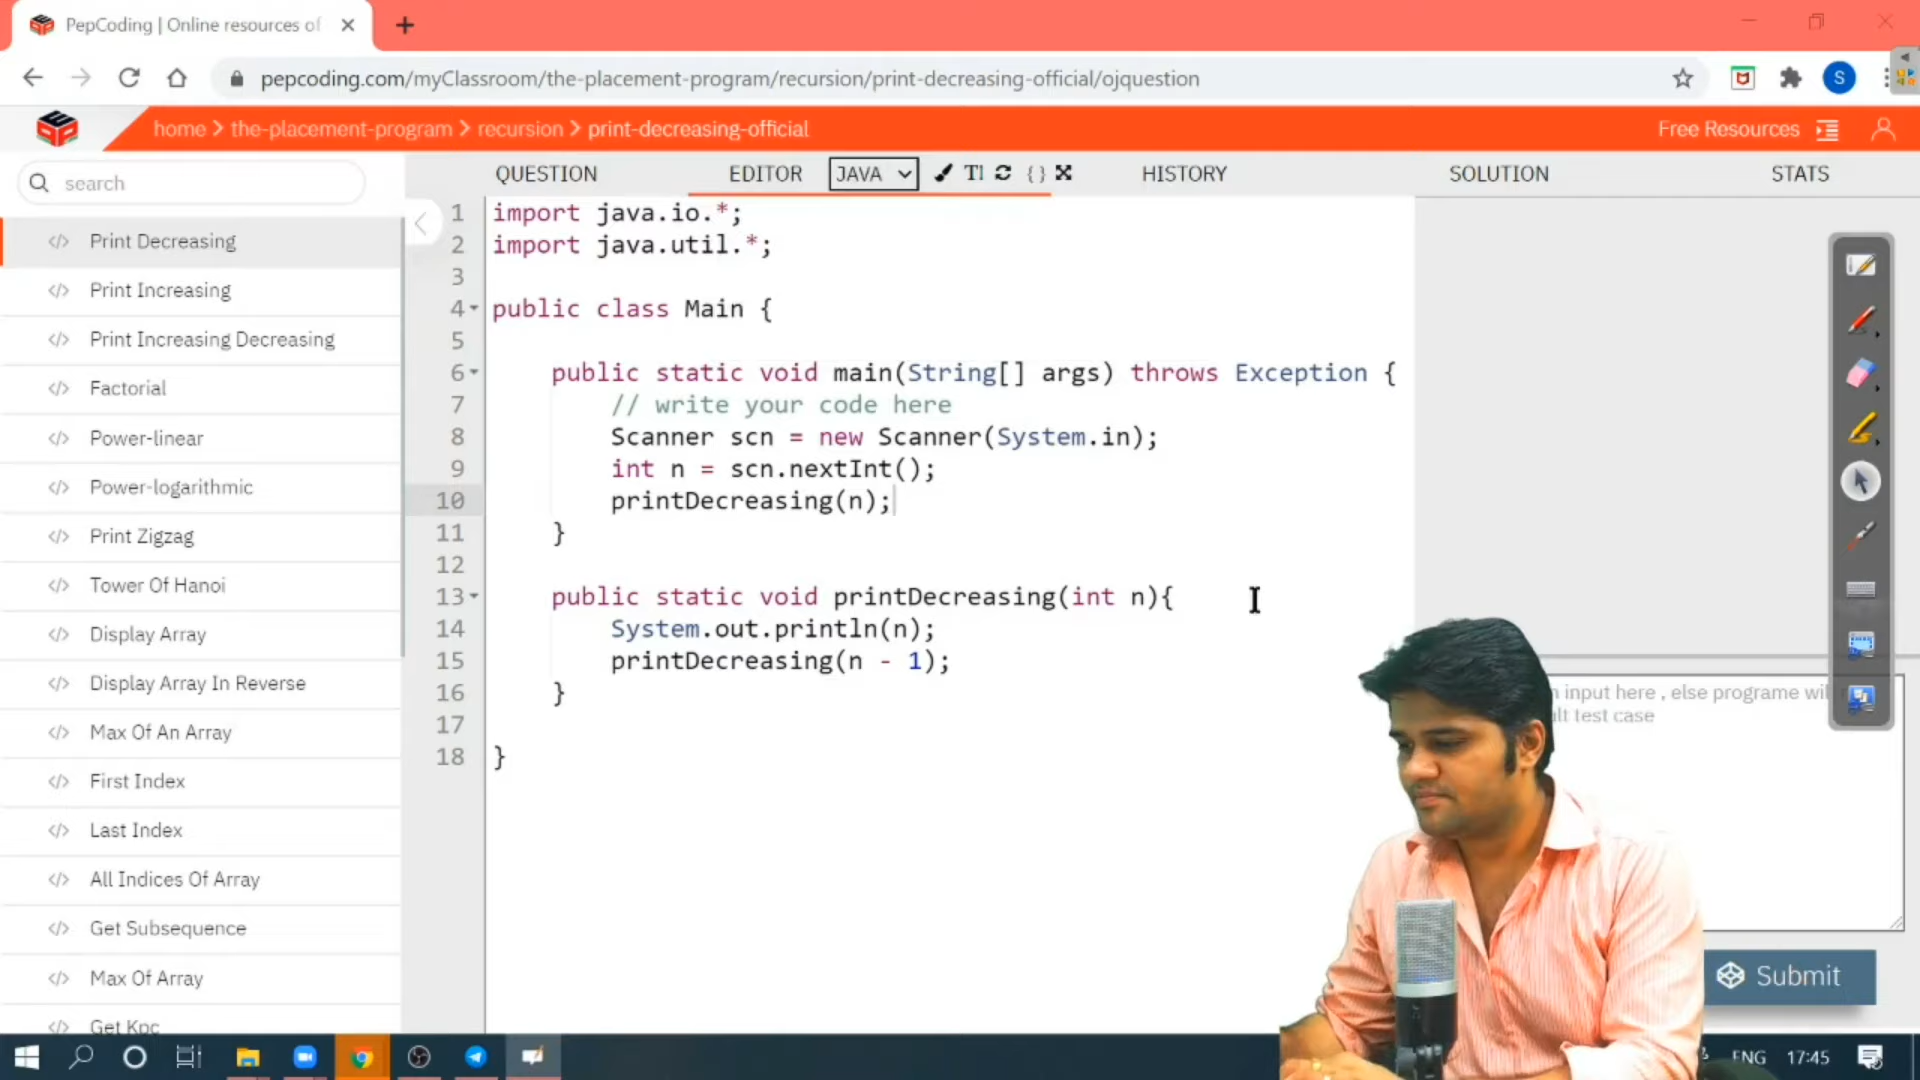 PepCoding | Online resources of
pepcoding.com/myClassroom/the-placement-program/recursion/print-decreasing-official/ojquestion
S
home > the-placement-program > recursion > print-decreasing-official
Free Resources
search
QUESTION
EDITOR
JAVA
HISTORY
SOLUTION
STATS
Print Decreasing
Print Increasing
Print Increasing Decreasing
Factorial
Power-linear
Power-logarithmic
Print Zigzag
Tower Of Hanoi
Display Array
Display Array In Reverse
Max Of An Array
First Index
Last Index
All Indices Of Array
Get Subsequence
Max Of Array
Get Kpc
1 import java.io.*;
2 import java.util.*;
3
4 public class Main {
5
6 public static void main(String[] args) throws Exception {
7 // write your code here
8 Scanner scn = new Scanner(System.in);
9 int n = scn.nextInt();
10 printDecreasing(n);
11 }
12
13 public static void printDecreasing(int n){
14 System.out.println(n);
15 printDecreasing(n - 1);
16 }
17
18 }
input here , else programe wil
test case
Submit
ENG
17:45